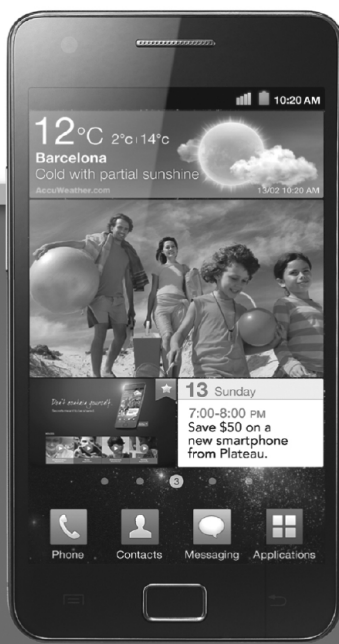 10:20 AM
12°C 2°C | 14°C
Barcelona
Cold with partial sunshine
AccuWeather.com 13/02 10:20 AM
13 Sunday
7:00-8:00 PM
Save $50 on a
new smartphone
from Plateau.
3
Phone Contacts Messaging Applications